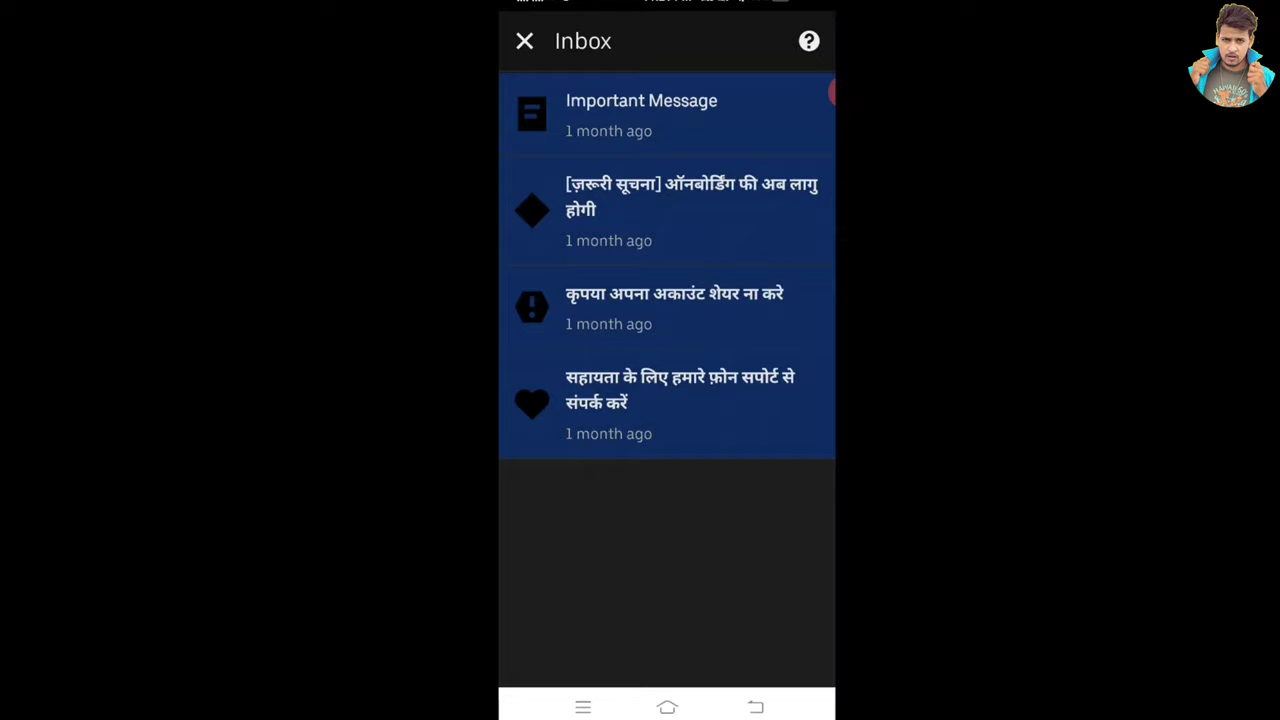 Inbox
Important Message
1 month ago
[ज़रूरी सूचना] ऑनबोर्डिंग फी अब लागु
होगी
1 month ago
कृपया अपना अकाउंट शेयर ना करे
1 month ago
सहायता के लिए हमारे फ़ोन सपोर्ट से
संपर्क करें
1 month ago